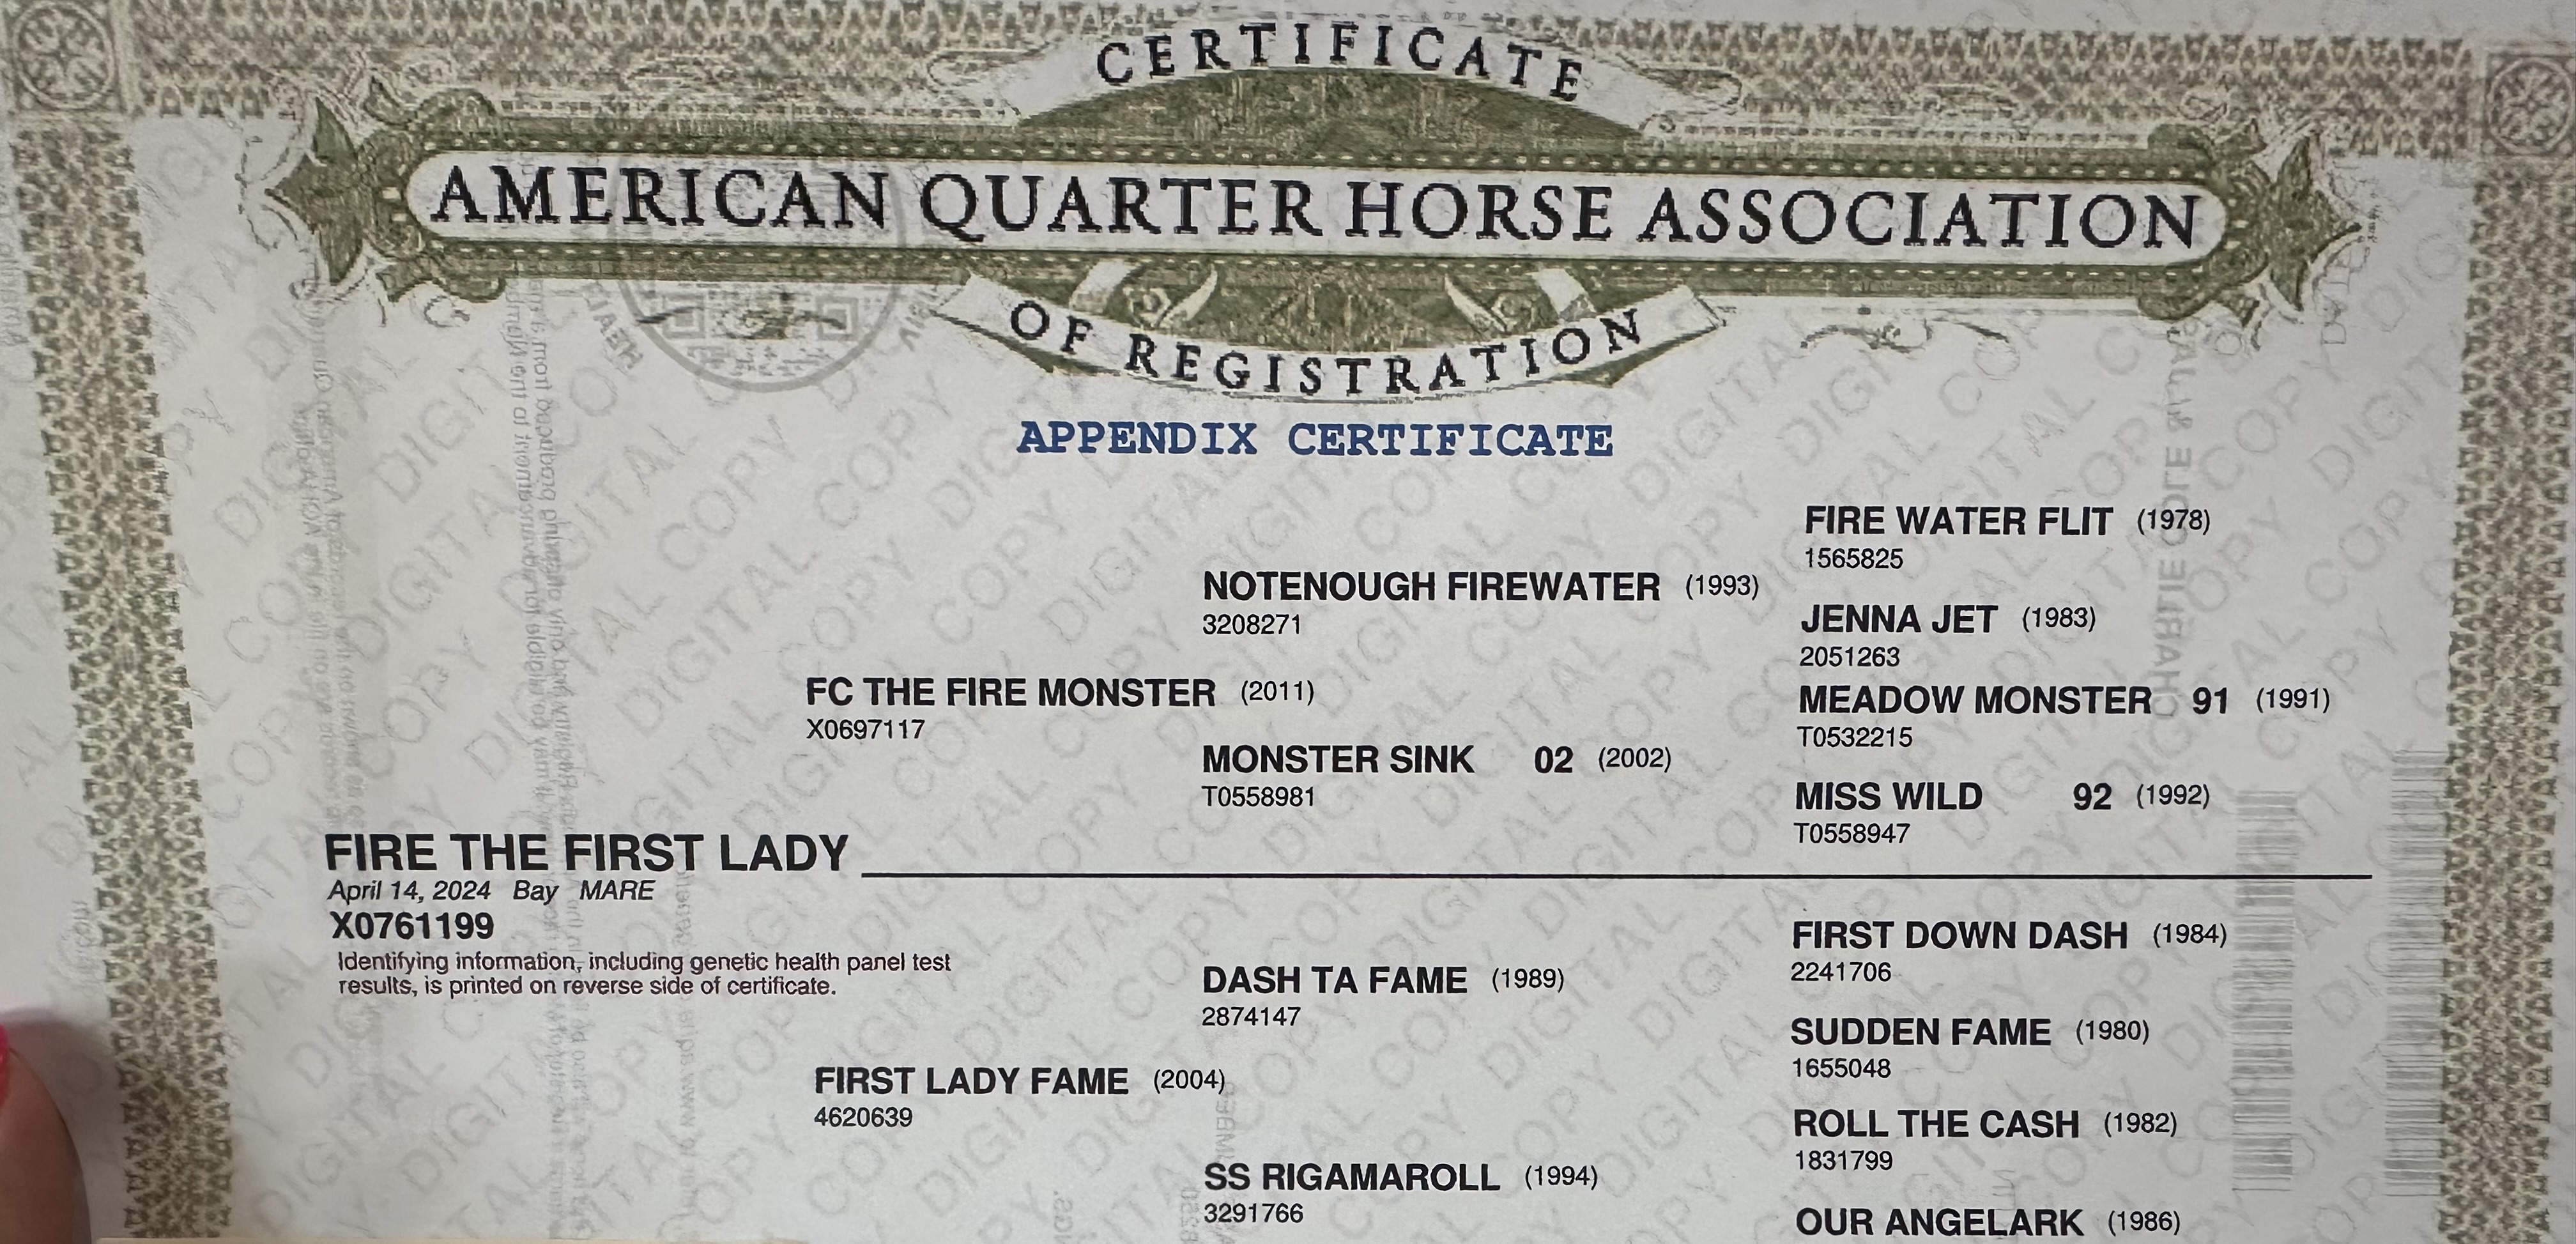 CERTIFICATE
AMERICAN QUARTER HORSE ASSOCIATION
OF REGISTRATION
APPENDIX CERTIFICATE
FIRE WATER FLIT (1978)
1565825
NOTENOUGH FIREWATER (1993)
3208271
JENNA JET (1983)
2051263
FC THE FIRE MONSTER (2011)
X0697117
MEADOW MONSTER 91 (1991)
T0532215
MONSTER SINK 02 (2002)
T0558981
MISS WILD 92 (1992)
T0558947
FIRE THE FIRST LADY
April 14, 2024 Bay MARE
X0761199
Identifying information, including genetic health panel test
results, is printed on reverse side of certificate.
FIRST DOWN DASH (1984)
2241706
DASH TA FAME (1989)
2874147
SUDDEN FAME (1980)
1655048
FIRST LADY FAME (2004)
4620639
ROLL THE CASH (1982)
1831799
SS RIGAMAROLL (1994)
3291766
OUR ANGELARK (1986)
DIGITAL COPY